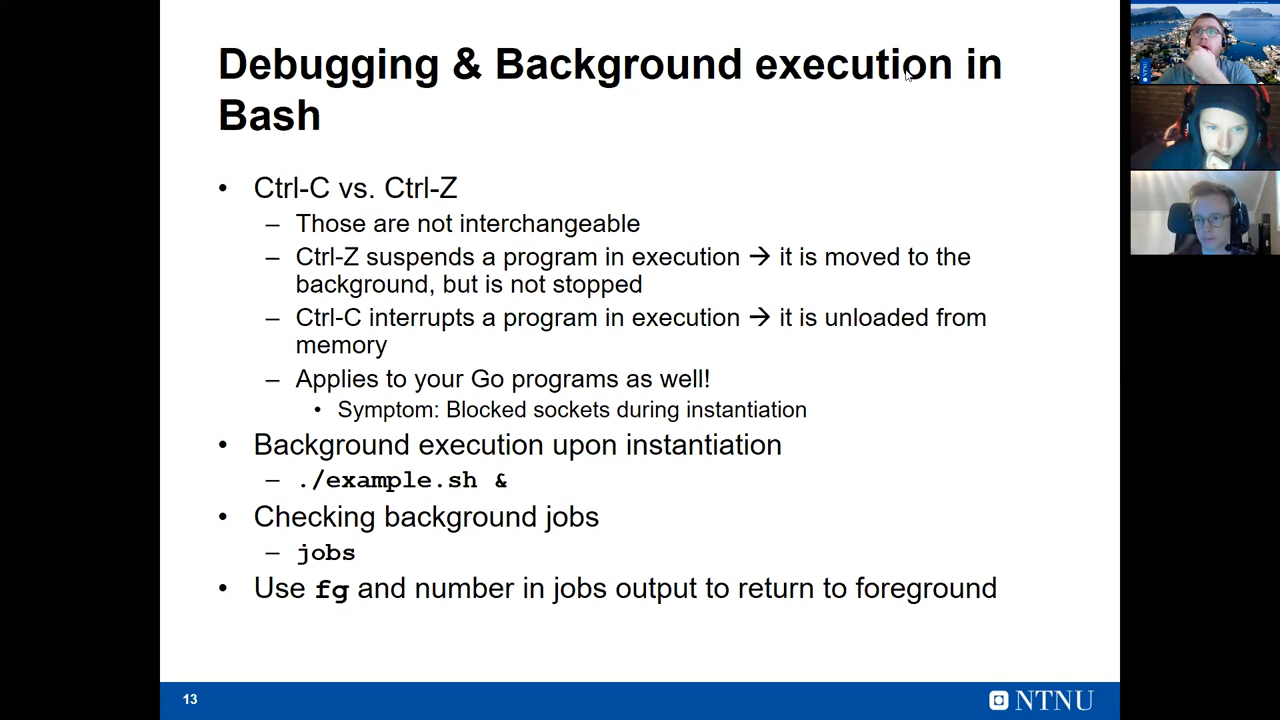 Debugging & Background execution in
Bash
• Ctrl-C vs. Ctrl-Z
– Those are not interchangeable
– Ctrl-Z suspends a program in execution → it is moved to the
background, but is not stopped
– Ctrl-C interrupts a program in execution → it is unloaded from
memory
– Applies to your Go programs as well!
• Symptom: Blocked sockets during instantiation
• Background execution upon instantiation
– ./example.sh &
• Checking background jobs
– jobs
• Use fg and number in jobs output to return to foreground
13
NTNU